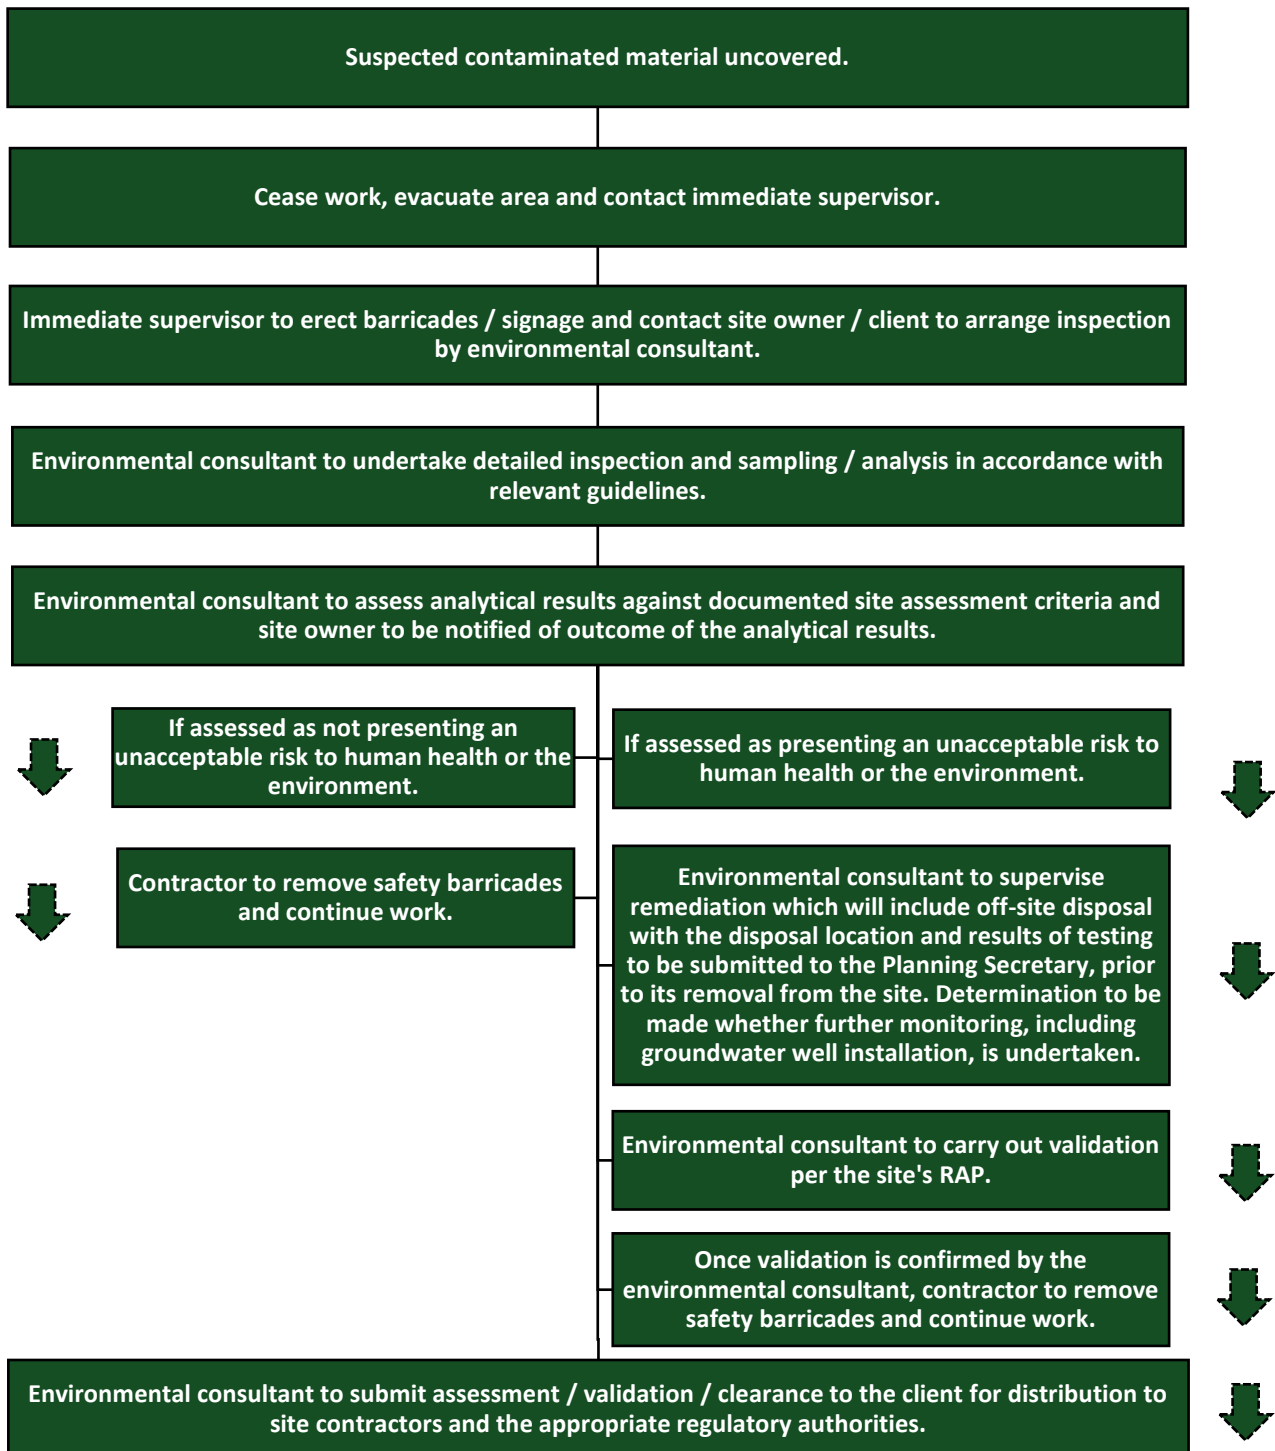 Suspected contaminated material uncovered.
Cease work, evacuate area and contact immediate supervisor.
Immediate supervisor to erect barricades / signage and contact site owner / client to arrange inspection
by environmental consultant.
Environmental consultant to undertake detailed inspection and sampling / analysis in accordance with
relevant guidelines.
Environmental consultant to assess analytical results against documented site assessment criteria and
site owner to be notified of outcome of the analytical results.
If assessed as not presenting an
unacceptable risk to human health or the
environment.
If assessed as presenting an unacceptable risk to
human health or the environment.
Contractor to remove safety barricades
and continue work.
Environmental consultant to supervise
remediation which will include off-site disposal
with the disposal location and results of testing
to be submitted to the Planning Secretary, prior
to its removal from the site. Determination to be
made whether further monitoring, including
groundwater well installation, is undertaken.
Environmental consultant to carry out validation
per the site's RAP.
Once validation is confirmed by the
environmental consultant, contractor to remove
safety barricades and continue work.
Environmental consultant to submit assessment / validation / clearance to the client for distribution to
site contractors and the appropriate regulatory authorities.